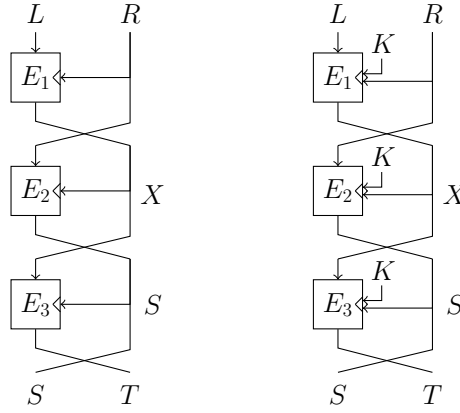 L R L R
K
E₁ E₁
K
E₂ X E₂ X
K
E₃ S E₃ S
S T S T